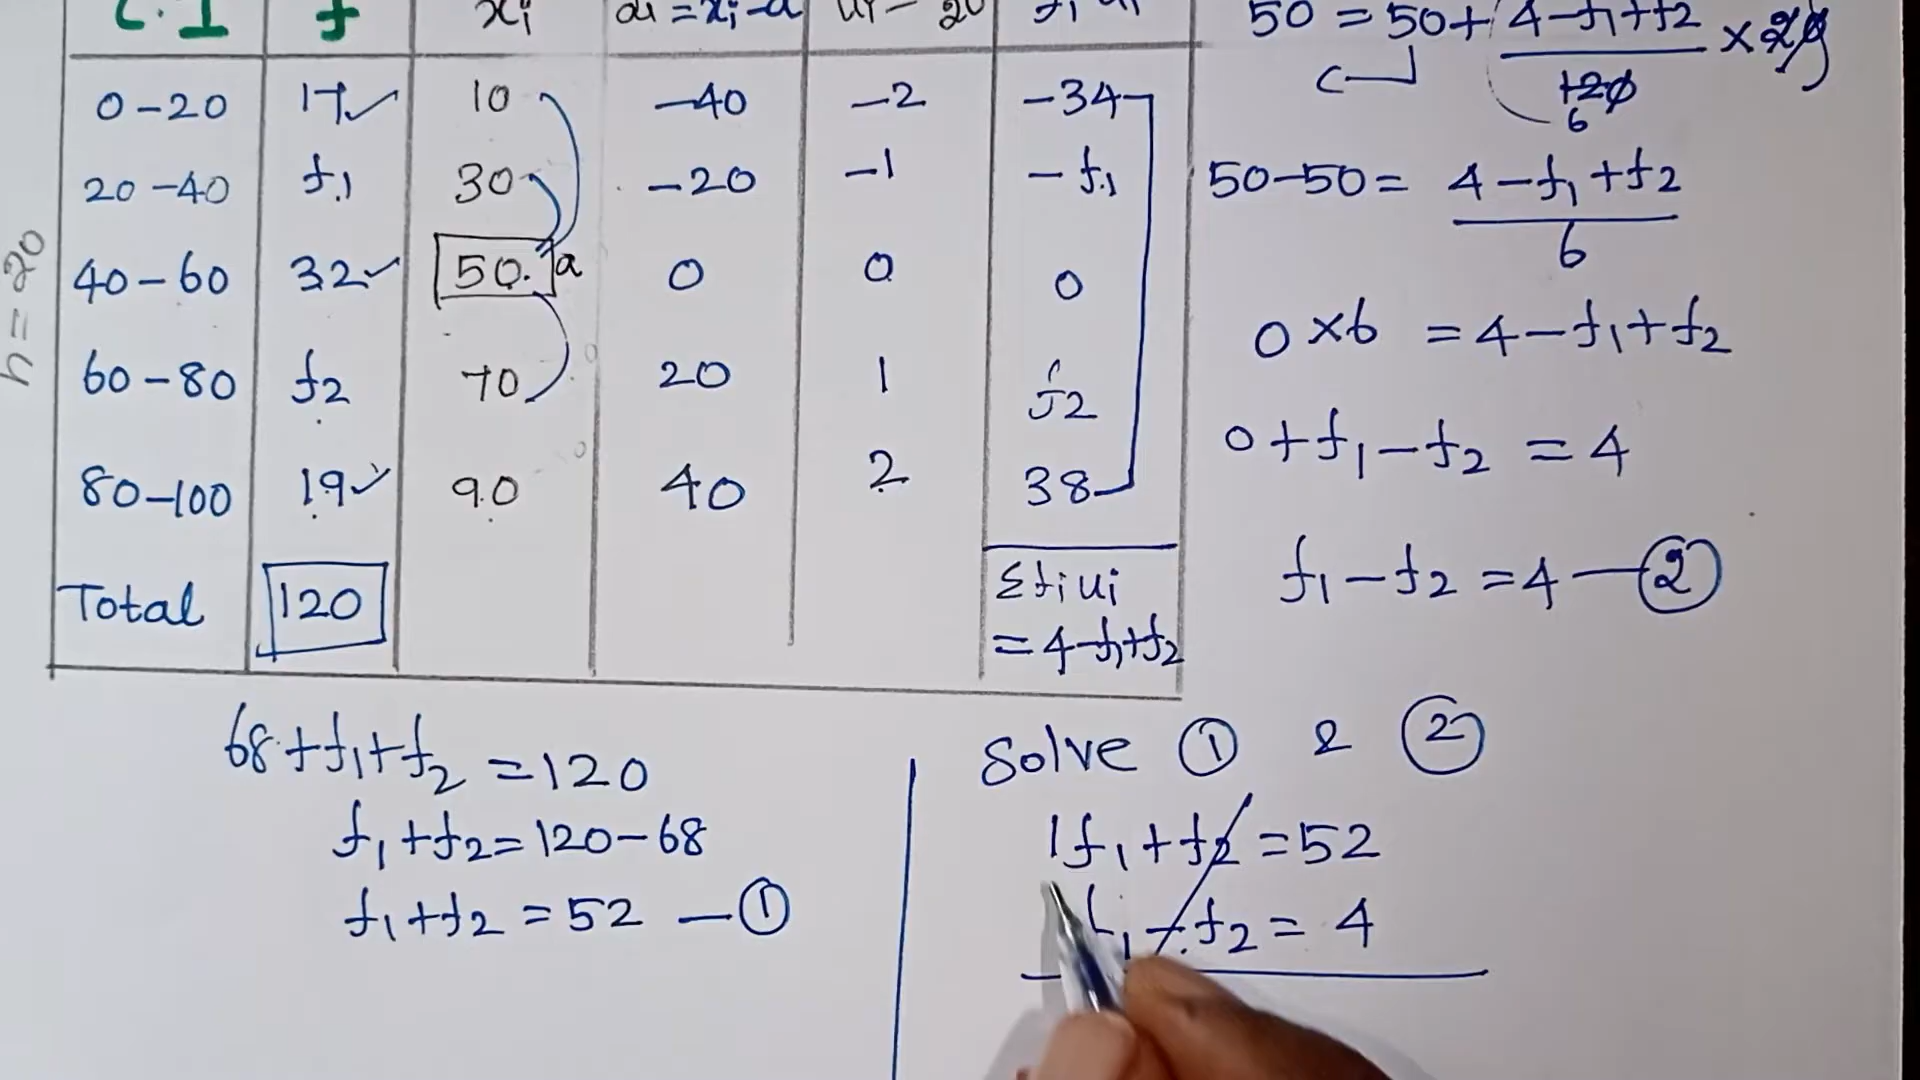 C.I f xi di = xi - a ui = 20 fi ui
0-20 17✓ 10 -40 -2 -34
20-40 f1 30 -20 -1 -f1
40-60 32✓ 50 a 0 0 0
60-80 f2 70 20 1 f2
80-100 19✓ 90 40 2 38
Total 120 Σfiui
= 4-f1+f2
h = 20
50 = 50 + 4-f1+f2 × 20
120
6
50-50 = 4-f1+f2
6
0 × 6 = 4-f1+f2
0+f1-f2 = 4
f1-f2 = 4 — ②
68+f1+f2 = 120
f1+f2 = 120-68
f1+f2 = 52 — ①
Solve ① & ②
1f1+f2 = 52
f1-f2 = 4